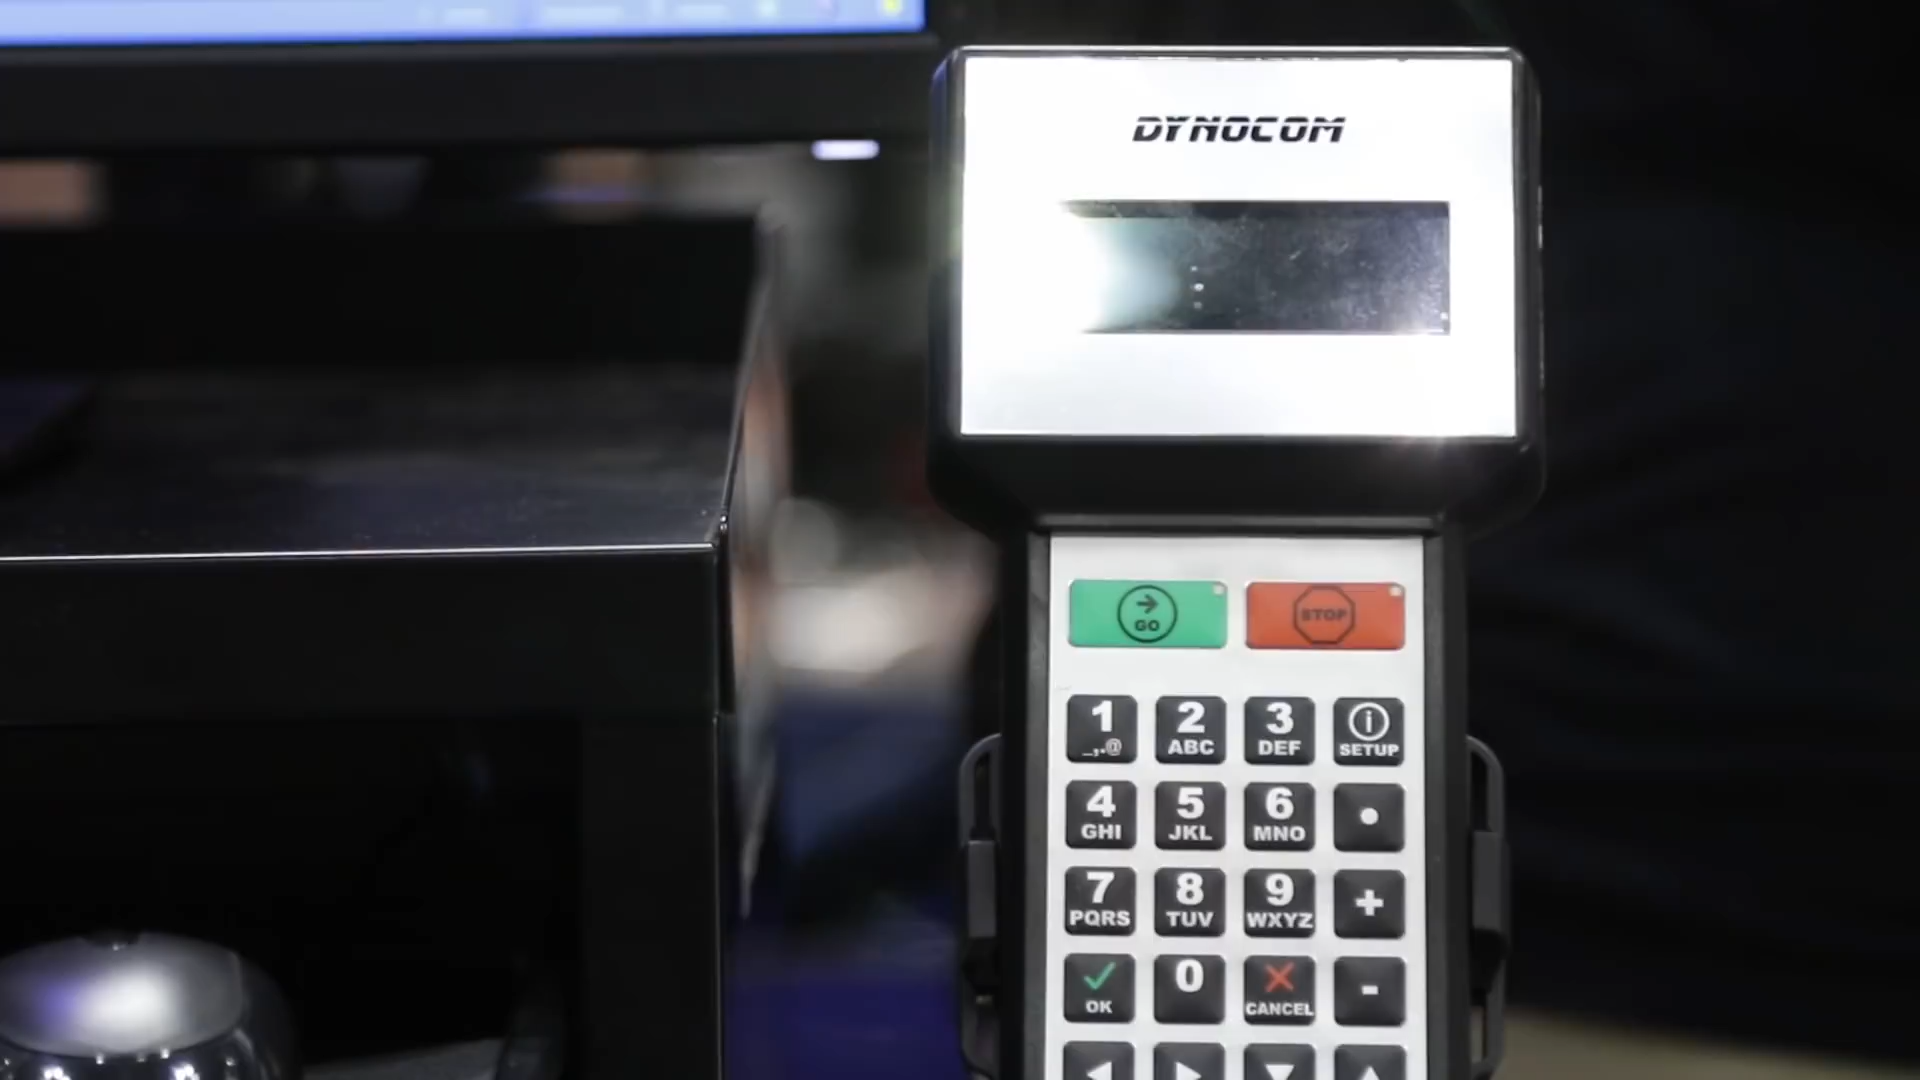 DYNOCOM
GO STOP
1 2 3 i
_,.@ ABC DEF SETUP
4 5 6 •
GHI JKL MNO
7 8 9 +
PQRS TUV WXYZ
0 -
OK CANCEL